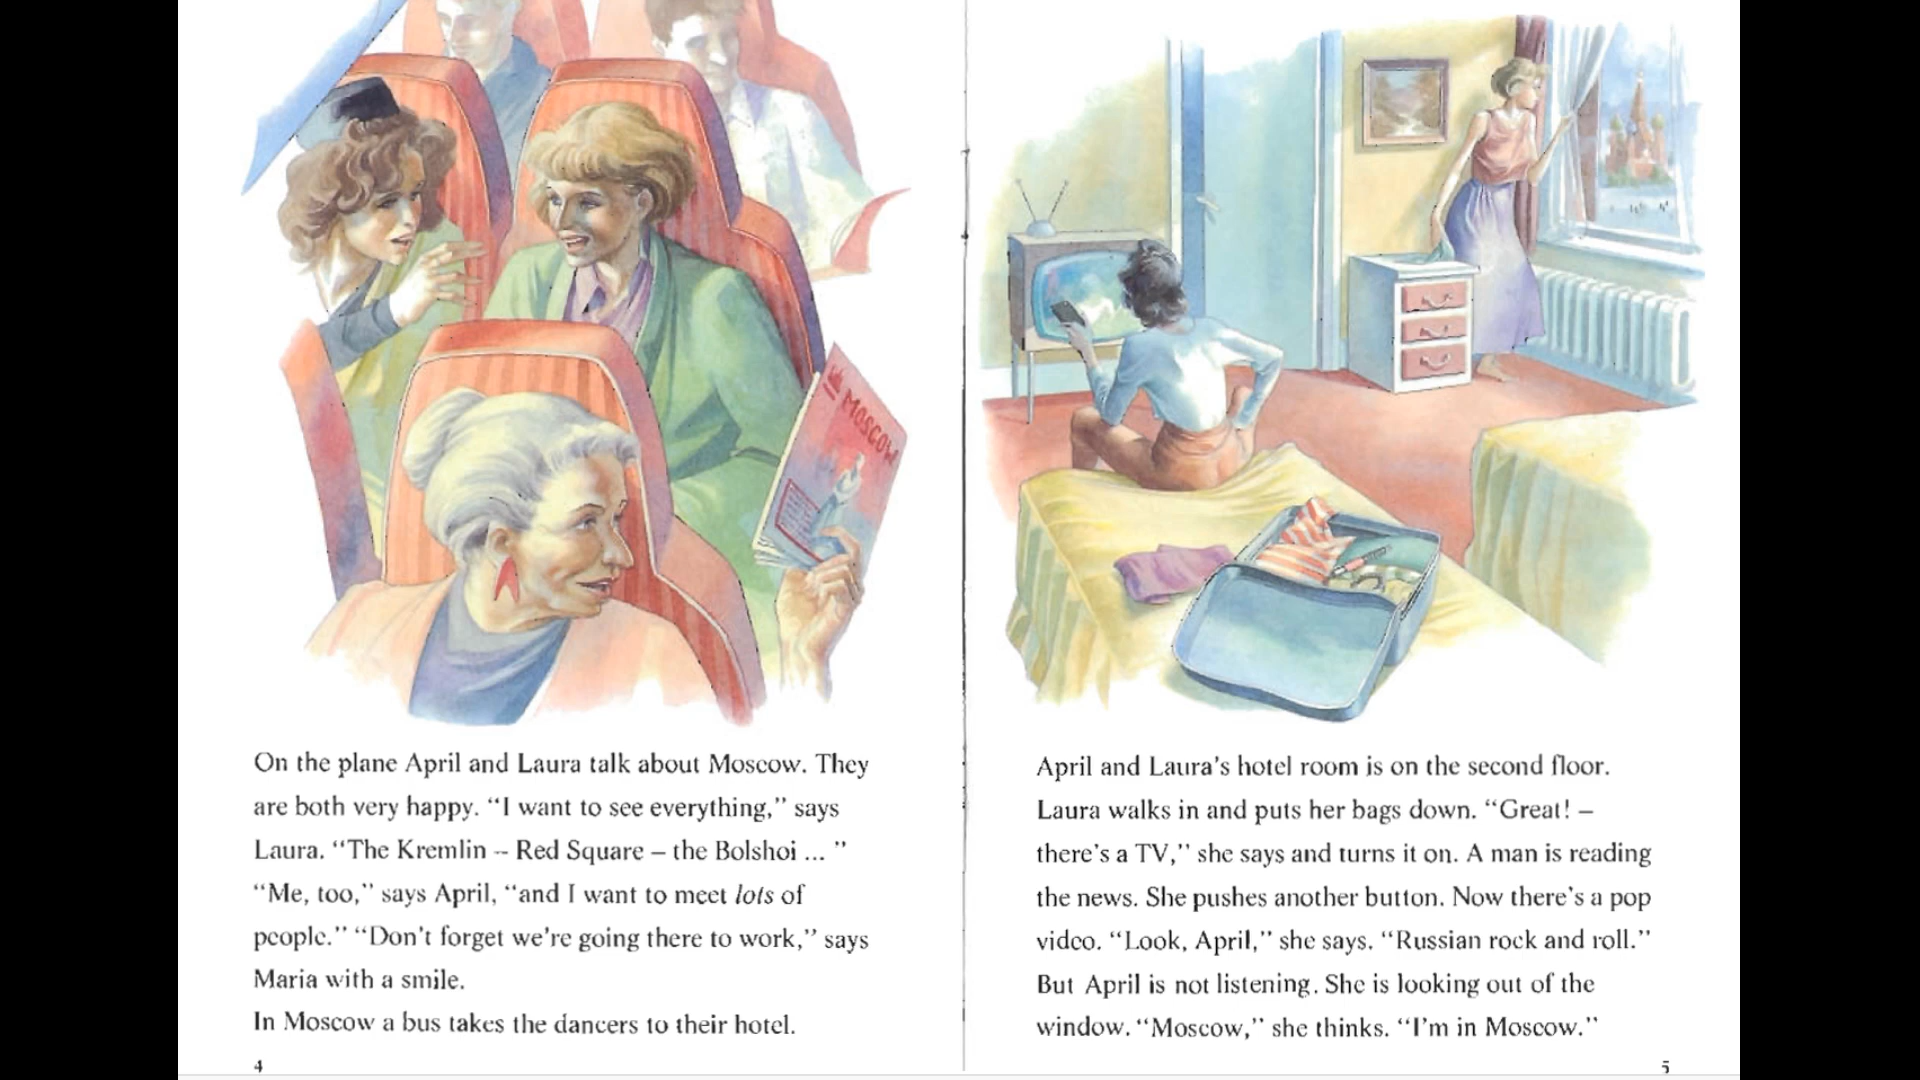 MOSCOW
On the plane April and Laura talk about Moscow. They
are both very happy. “I want to see everything,” says
Laura. “The Kremlin – Red Square – the Bolshoi ... ”
“Me, too,” says April, “and I want to meet lots of
people.” “Don't forget we're going there to work,” says
Maria with a smile.
In Moscow a bus takes the dancers to their hotel.
4
April and Laura's hotel room is on the second floor.
Laura walks in and puts her bags down. “Great! –
there's a TV,” she says and turns it on. A man is reading
the news. She pushes another button. Now there's a pop
video. “Look, April,” she says. “Russian rock and roll.”
But April is not listening. She is looking out of the
window. “Moscow,” she thinks. “I'm in Moscow.”
5